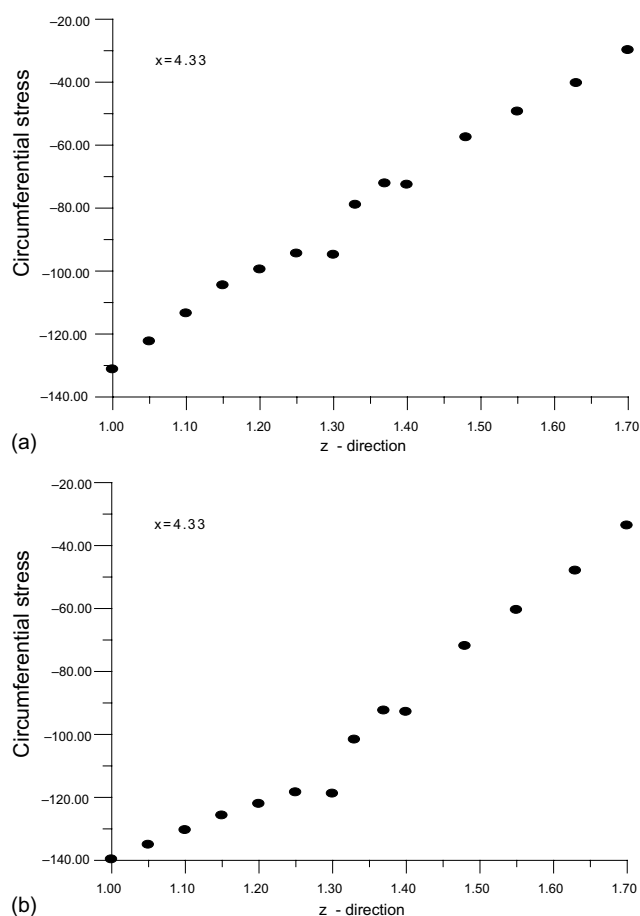 −20.00
x=4.33
−40.00
−60.00
−80.00
−100.00
−120.00
−140.00
Circumferential stress
1.00 1.10 1.20 1.30 1.40 1.50 1.60 1.70
z - direction
(a)
−20.00
x=4.33
−40.00
−60.00
−80.00
−100.00
−120.00
−140.00
Circumferential stress
1.00 1.10 1.20 1.30 1.40 1.50 1.60 1.70
z - direction
(b)